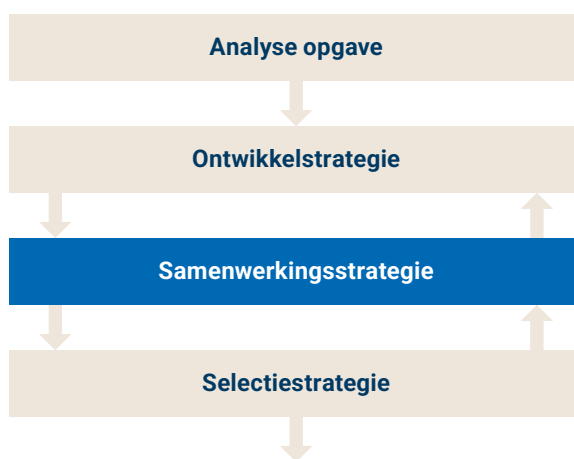 Analyse opgave
Ontwikkelstrategie
Samenwerkingsstrategie
Selectiestrategie